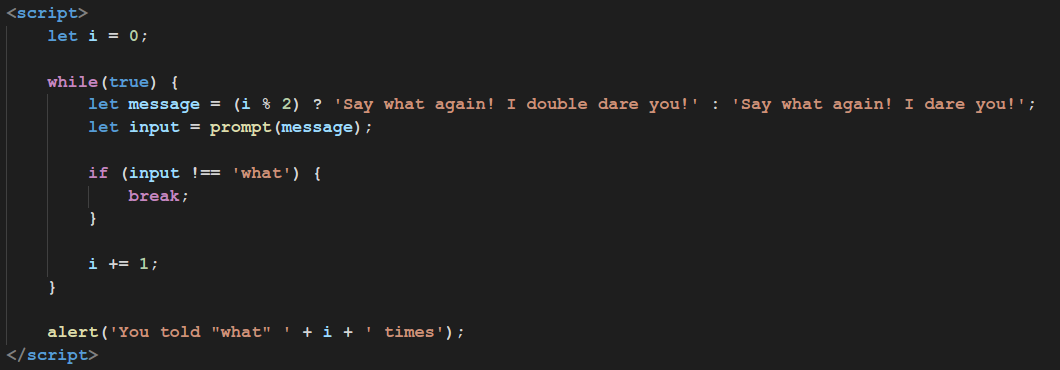 <script>
    let i = 0;

    while(true) {
        let message = (i % 2) ? 'Say what again! I double dare you!' : 'Say what again! I dare you!';
        let input = prompt(message);

        if (input !== 'what') {
            break;
        }

        i += 1;
    }

    alert('You told "what" ' + i + ' times');
</script>